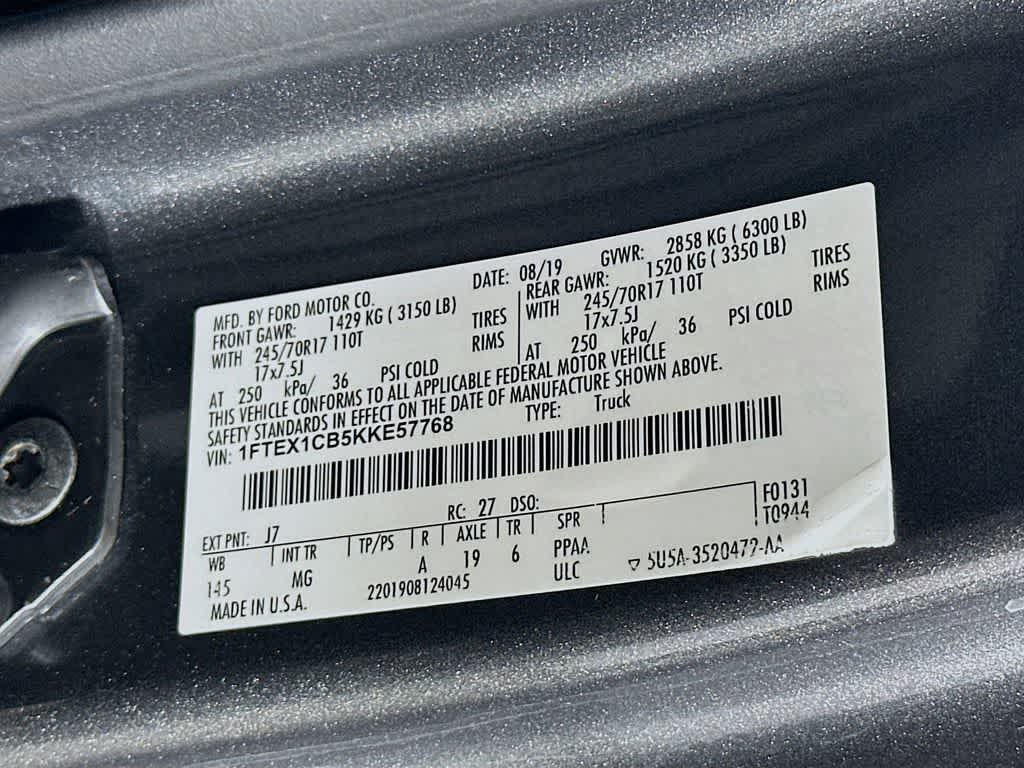 MFD. BY FORD MOTOR CO. DATE: 08/19 GVWR: 2858 KG ( 6300 LB)
FRONT GAWR: 1429 KG ( 3150 LB) REAR GAWR: 1520 KG ( 3350 LB)
WITH 245/70R17 110T TIRES WITH 245/70R17 110T TIRES
17x7.5J RIMS 17x7.5J RIMS
AT 250 kPa/ 36 PSI COLD AT 250 kPa/ 36 PSI COLD
THIS VEHICLE CONFORMS TO ALL APPLICABLE FEDERAL MOTOR VEHICLE
SAFETY STANDARDS IN EFFECT ON THE DATE OF MANUFACTURE SHOWN ABOVE.
VIN: 1FTEX1CB5KKE57768 TYPE: Truck
F0131
T0944
EXT PNT: J7 RC: 27 DSO:
WB INT TR TP/PS R AXLE TR SPR
145 MG A 19 6 PPAA
ULC
▽ 5U5A-3520472-AA
MADE IN U.S.A. 2201908124045